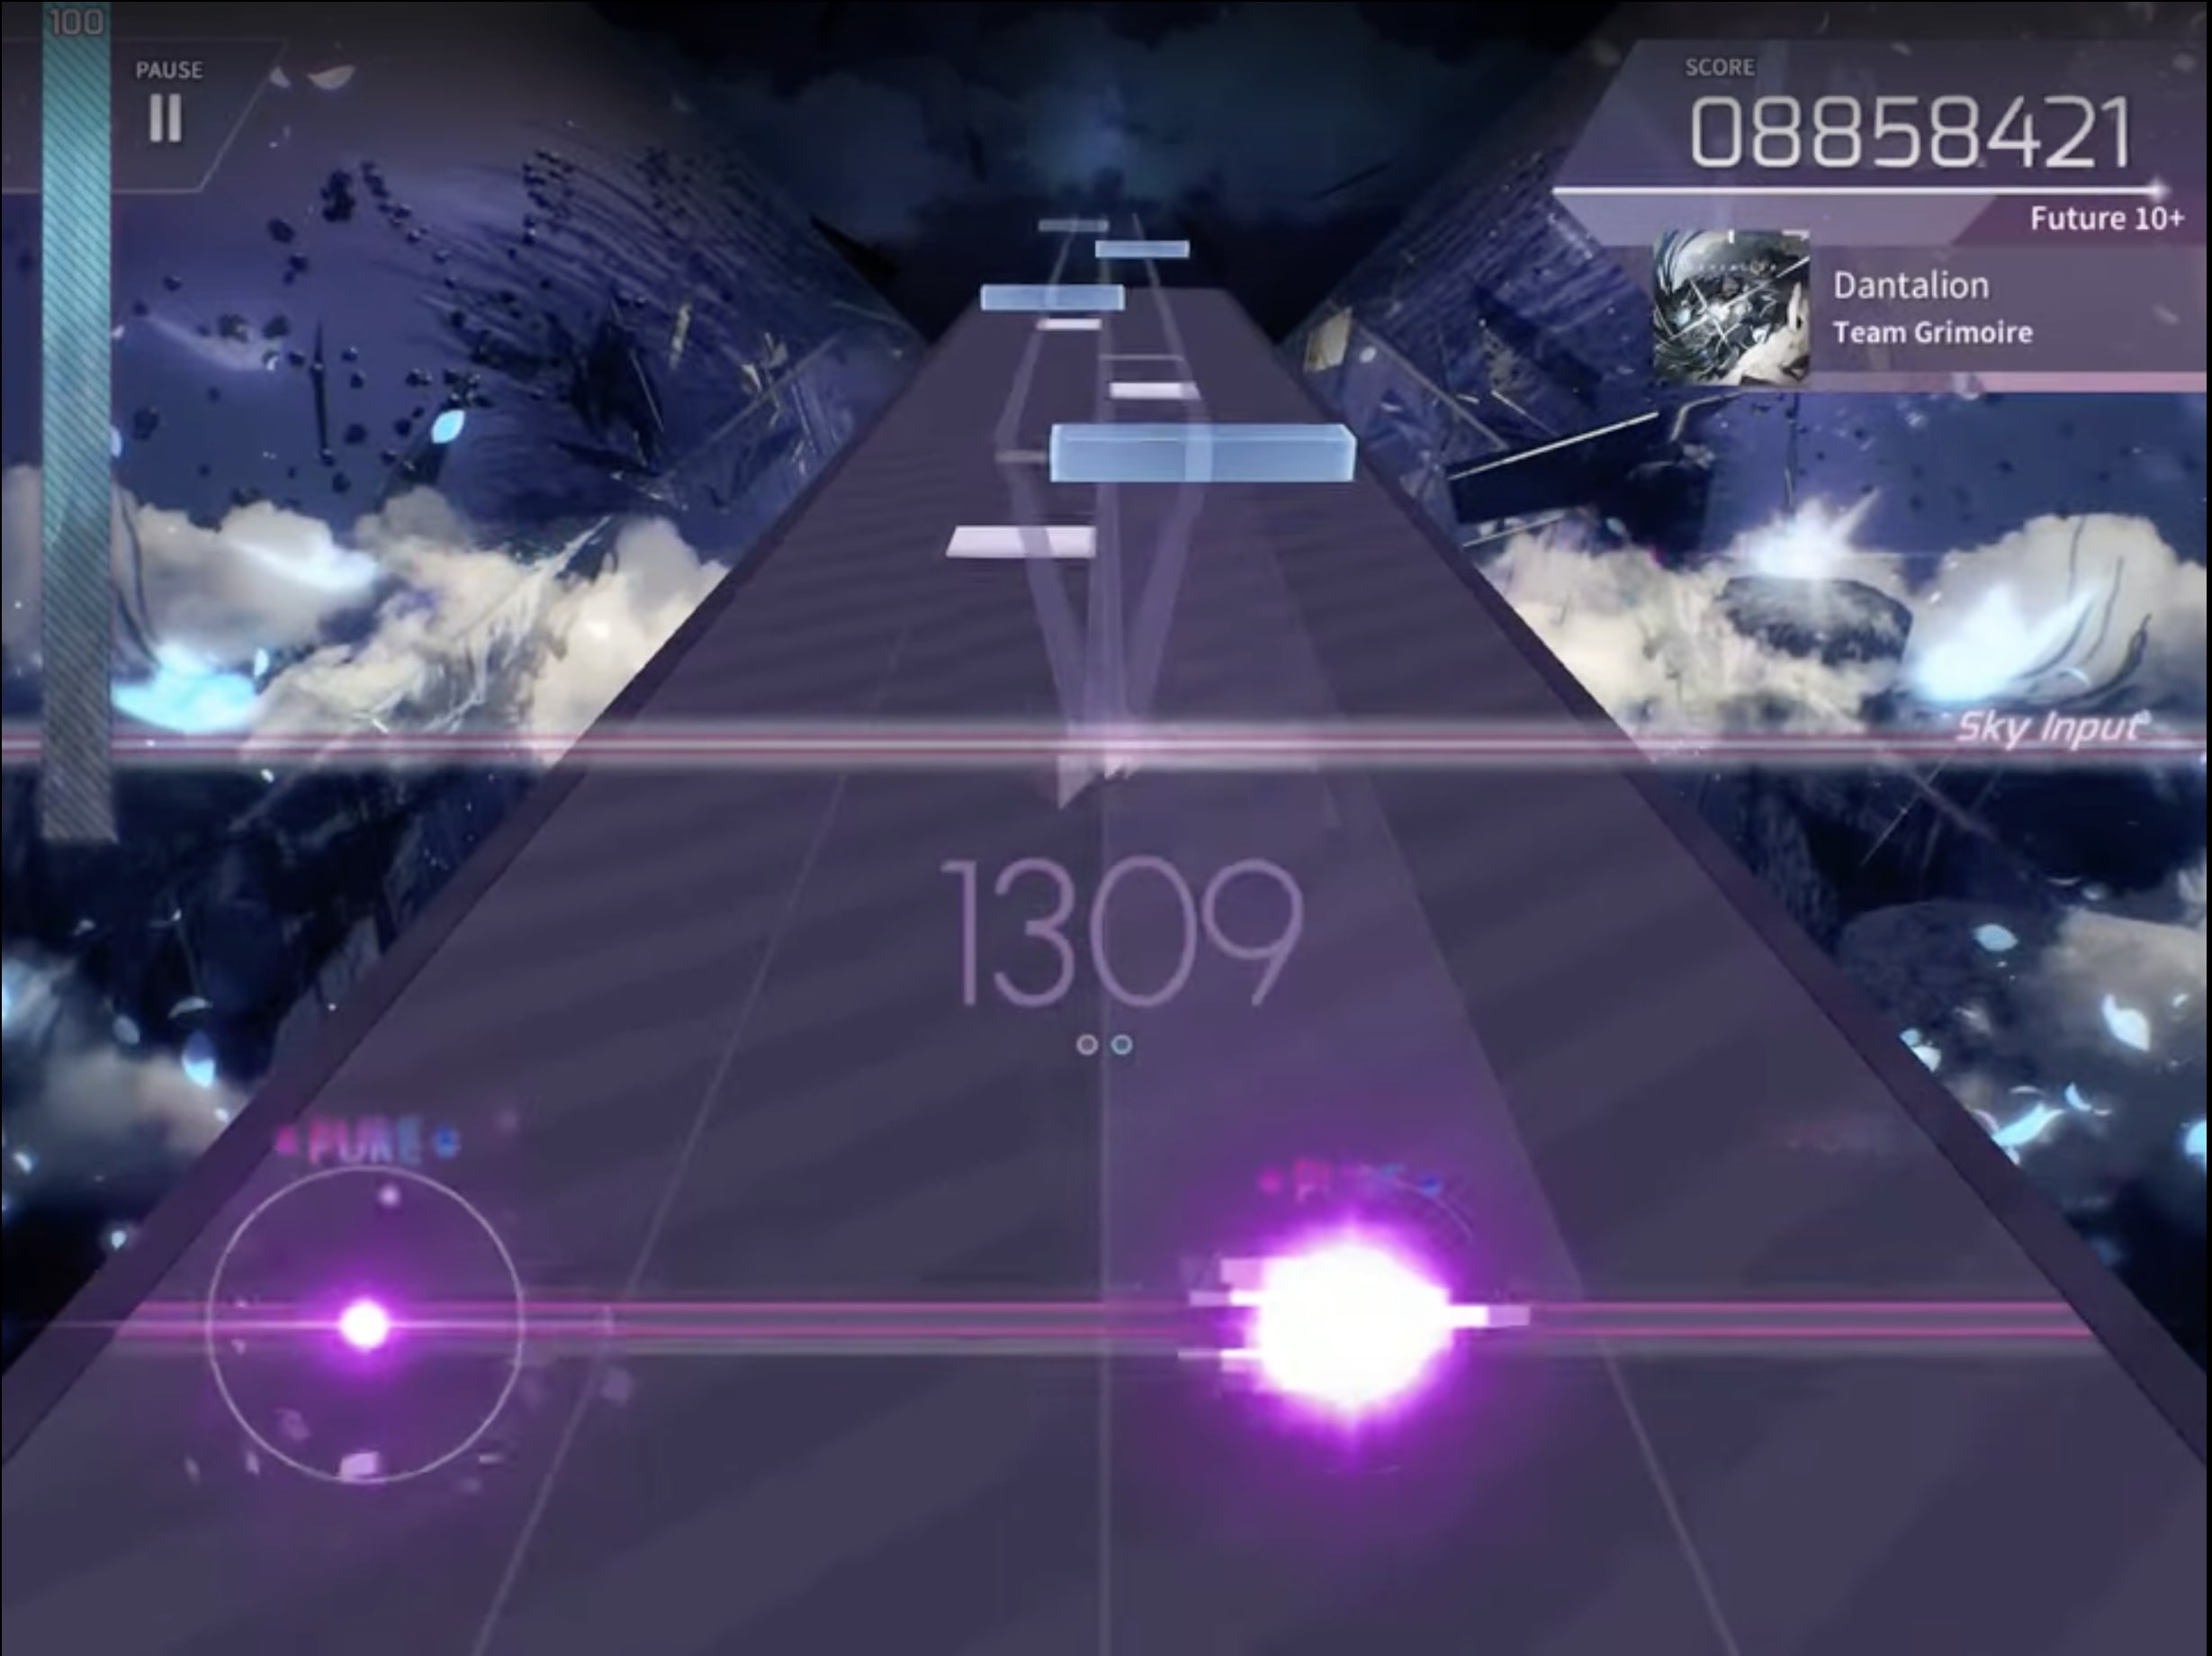 100
PAUSE
SCORE
08858421
Future 10+
Dantalion
Team Grimoire
Sky Input
1309
PURE